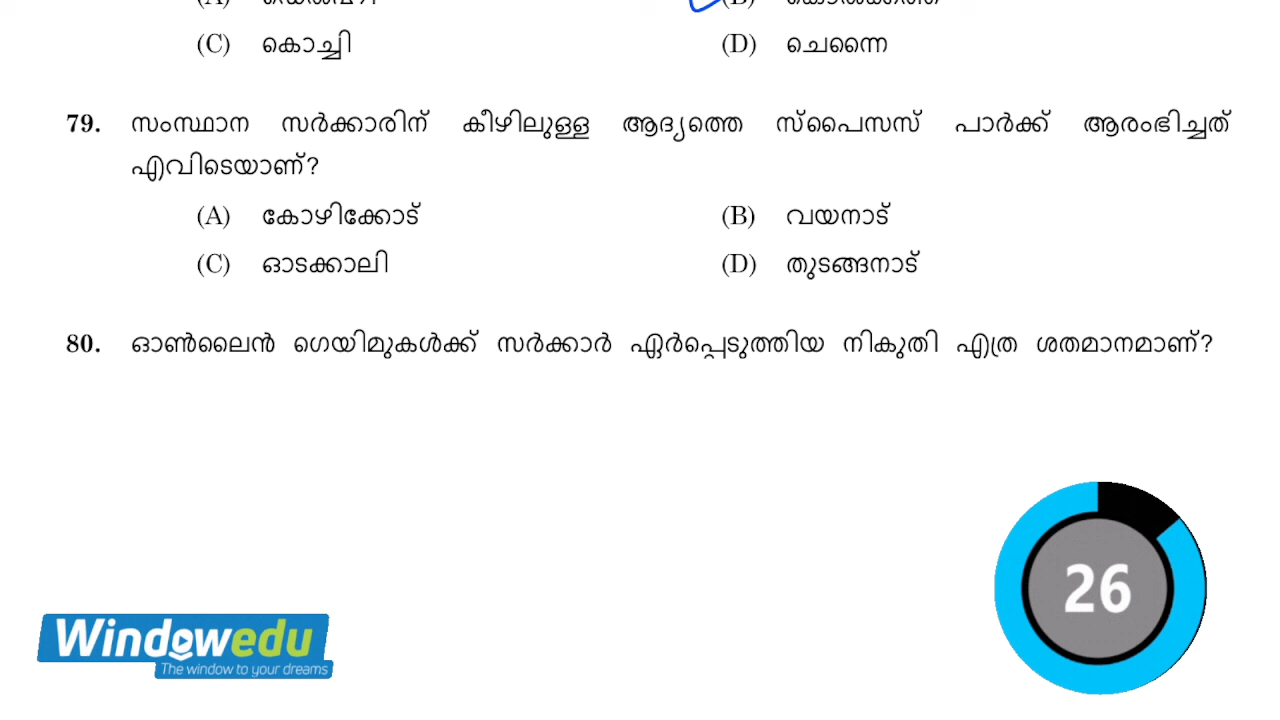 (C) കൊച്ചി (D) ചെന്നൈ
79. സംസ്ഥാന സർക്കാരിന് കീഴിലുള്ള ആദ്യത്തെ സ്പൈസസ് പാർക്ക് ആരംഭിച്ചത്
എവിടെയാണ്?
(A) കോഴിക്കോട് (B) വയനാട്
(C) ഓടക്കാലി (D) തുടങ്ങനാട്
80. ഓൺലൈൻ ഗെയിമുകൾക്ക് സർക്കാർ ഏർപ്പെടുത്തിയ നികുതി എത്ര ശതമാനമാണ്?
26
Windowedu
The window to your dreams